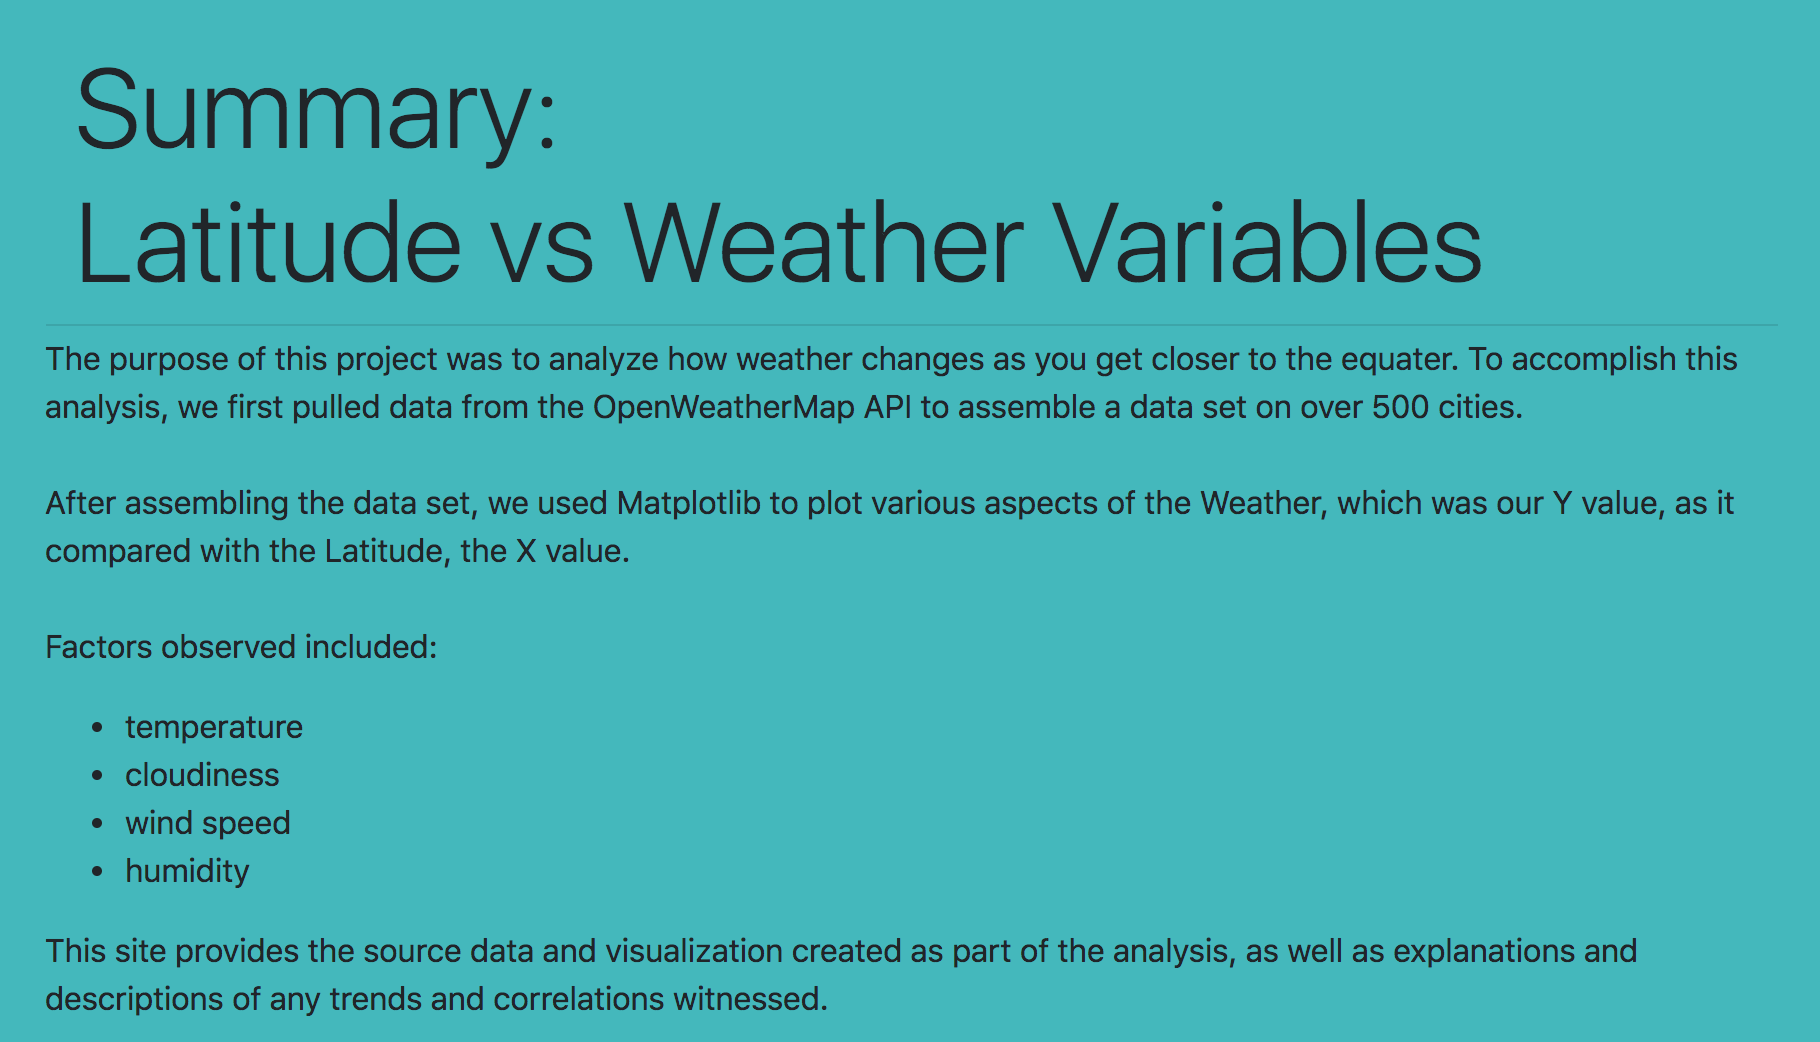 Summary:
Latitude vs Weather Variables
The purpose of this project was to analyze how weather changes as you get closer to the equater. To accomplish this
analysis, we first pulled data from the OpenWeatherMap API to assemble a data set on over 500 cities.
After assembling the data set, we used Matplotlib to plot various aspects of the Weather, which was our Y value, as it
compared with the Latitude, the X value.
Factors observed included:
• temperature
• cloudiness
• wind speed
• humidity
This site provides the source data and visualization created as part of the analysis, as well as explanations and
descriptions of any trends and correlations witnessed.